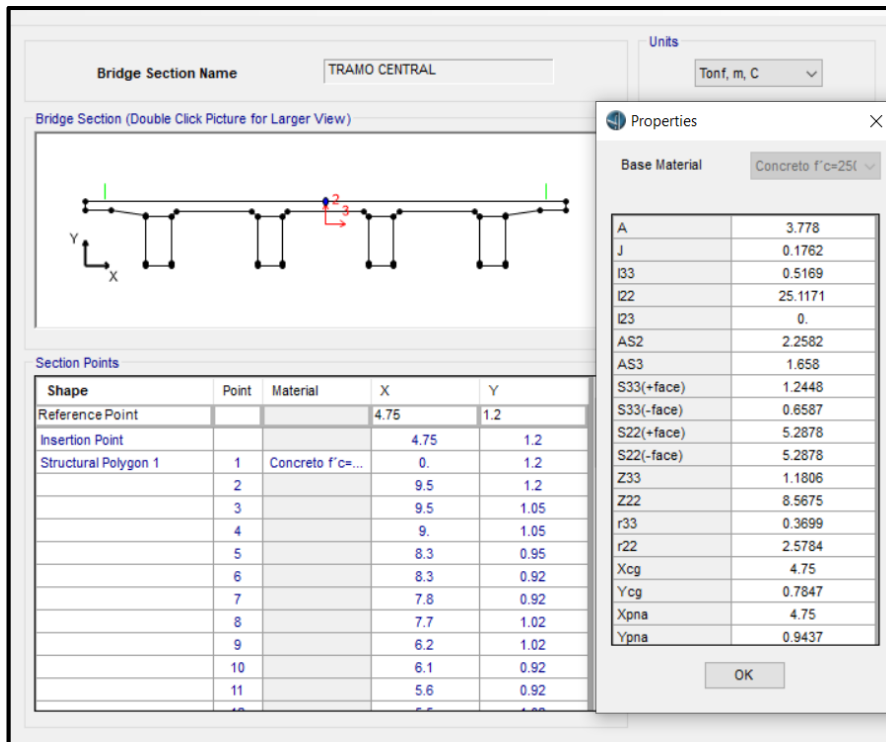 Units
Bridge Section Name TRAMO CENTRAL Tonf, m, C
Bridge Section (Double Click Picture for Larger View)
2
3
Y
X
Section Points
Shape Point Material X Y
Reference Point 4.75 1.2
Insertion Point 4.75 1.2
Structural Polygon 1 1 Concreto f´c=... 0. 1.2
2 9.5 1.2
3 9.5 1.05
4 9. 1.05
5 8.3 0.95
6 8.3 0.92
7 7.8 0.92
8 7.7 1.02
9 6.2 1.02
10 6.1 0.92
11 5.6 0.92
Properties
Base Material Concreto f´c=25(
A 3.778
J 0.1762
I33 0.5169
I22 25.1171
I23 0.
AS2 2.2582
AS3 1.658
S33(+face) 1.2448
S33(-face) 0.6587
S22(+face) 5.2878
S22(-face) 5.2878
Z33 1.1806
Z22 8.5675
r33 0.3699
r22 2.5784
Xcg 4.75
Ycg 0.7847
Xpna 4.75
Ypna 0.9437
OK